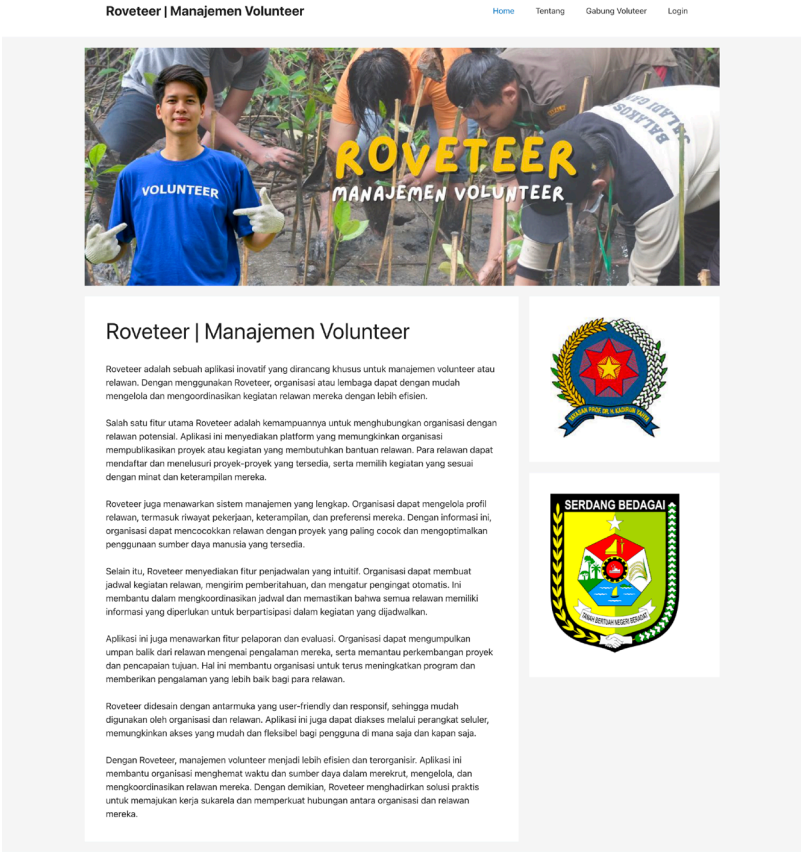 Roveteer | Manajemen Volunteer
Home
Tentang
Gabung Voluteer
Login
VOLUNTEER
ROVETEER
MANAJEMEN VOLUNTEER
Roveteer | Manajemen Volunteer
Roveteer adalah sebuah aplikasi inovatif yang dirancang khusus untuk manajemen volunteer atau
relawan. Dengan menggunakan Roveteer, organisasi atau lembaga dapat dengan mudah
mengelola dan mengoordinasikan kegiatan relawan mereka dengan lebih efisien.
Salah satu fitur utama Roveteer adalah kemampuannya untuk menghubungkan organisasi dengan
relawan potensial. Aplikasi ini menyediakan platform yang memungkinkan organisasi
mempublikasikan proyek atau kegiatan yang membutuhkan bantuan relawan. Para relawan dapat
mendaftar dan menelusuri proyek-proyek yang tersedia, serta memilih kegiatan yang sesuai
dengan minat dan keterampilan mereka.
Roveteer juga menawarkan sistem manajemen yang lengkap. Organisasi dapat mengelola profil
relawan, termasuk riwayat pekerjaan, keterampilan, dan preferensi mereka. Dengan informasi ini,
organisasi dapat mencocokkan relawan dengan proyek yang paling cocok dan mengoptimalkan
penggunaan sumber daya manusia yang tersedia.
Selain itu, Roveteer menyediakan fitur penjadwalan yang intuitif. Organisasi dapat membuat
jadwal kegiatan relawan, mengirim pemberitahuan, dan mengatur pengingat otomatis. Ini
membantu dalam mengkoordinasikan jadwal dan memastikan bahwa semua relawan memiliki
informasi yang diperlukan untuk berpartisipasi dalam kegiatan yang dijadwalkan.
Aplikasi ini juga menawarkan fitur pelaporan dan evaluasi. Organisasi dapat mengumpulkan
umpan balik dari relawan mengenai pengalaman mereka, serta memantau perkembangan proyek
dan pencapaian tujuan. Hal ini membantu organisasi untuk terus meningkatkan program dan
memberikan pengalaman yang lebih baik bagi para relawan.
Roveteer didesain dengan antarmuka yang user-friendly dan responsif, sehingga mudah
digunakan oleh organisasi dan relawan. Aplikasi ini juga dapat diakses melalui perangkat seluler,
memungkinkan akses yang mudah dan fleksibel bagi pengguna di mana saja dan kapan saja.
Dengan Roveteer, manajemen volunteer menjadi lebih efisien dan terorganisir. Aplikasi ini
membantu organisasi menghemat waktu dan sumber daya dalam merekrut, mengelola, dan
mengkoordinasikan relawan mereka. Dengan demikian, Roveteer menghadirkan solusi praktis
untuk memajukan kerja sukarela dan memperkuat hubungan antara organisasi dan relawan
mereka.
YAYASAN PROF. DR. H. KADIRUN YAHYA
SERDANG BEDAGAI
TANAH BERTUAH NEGERI BERADAT